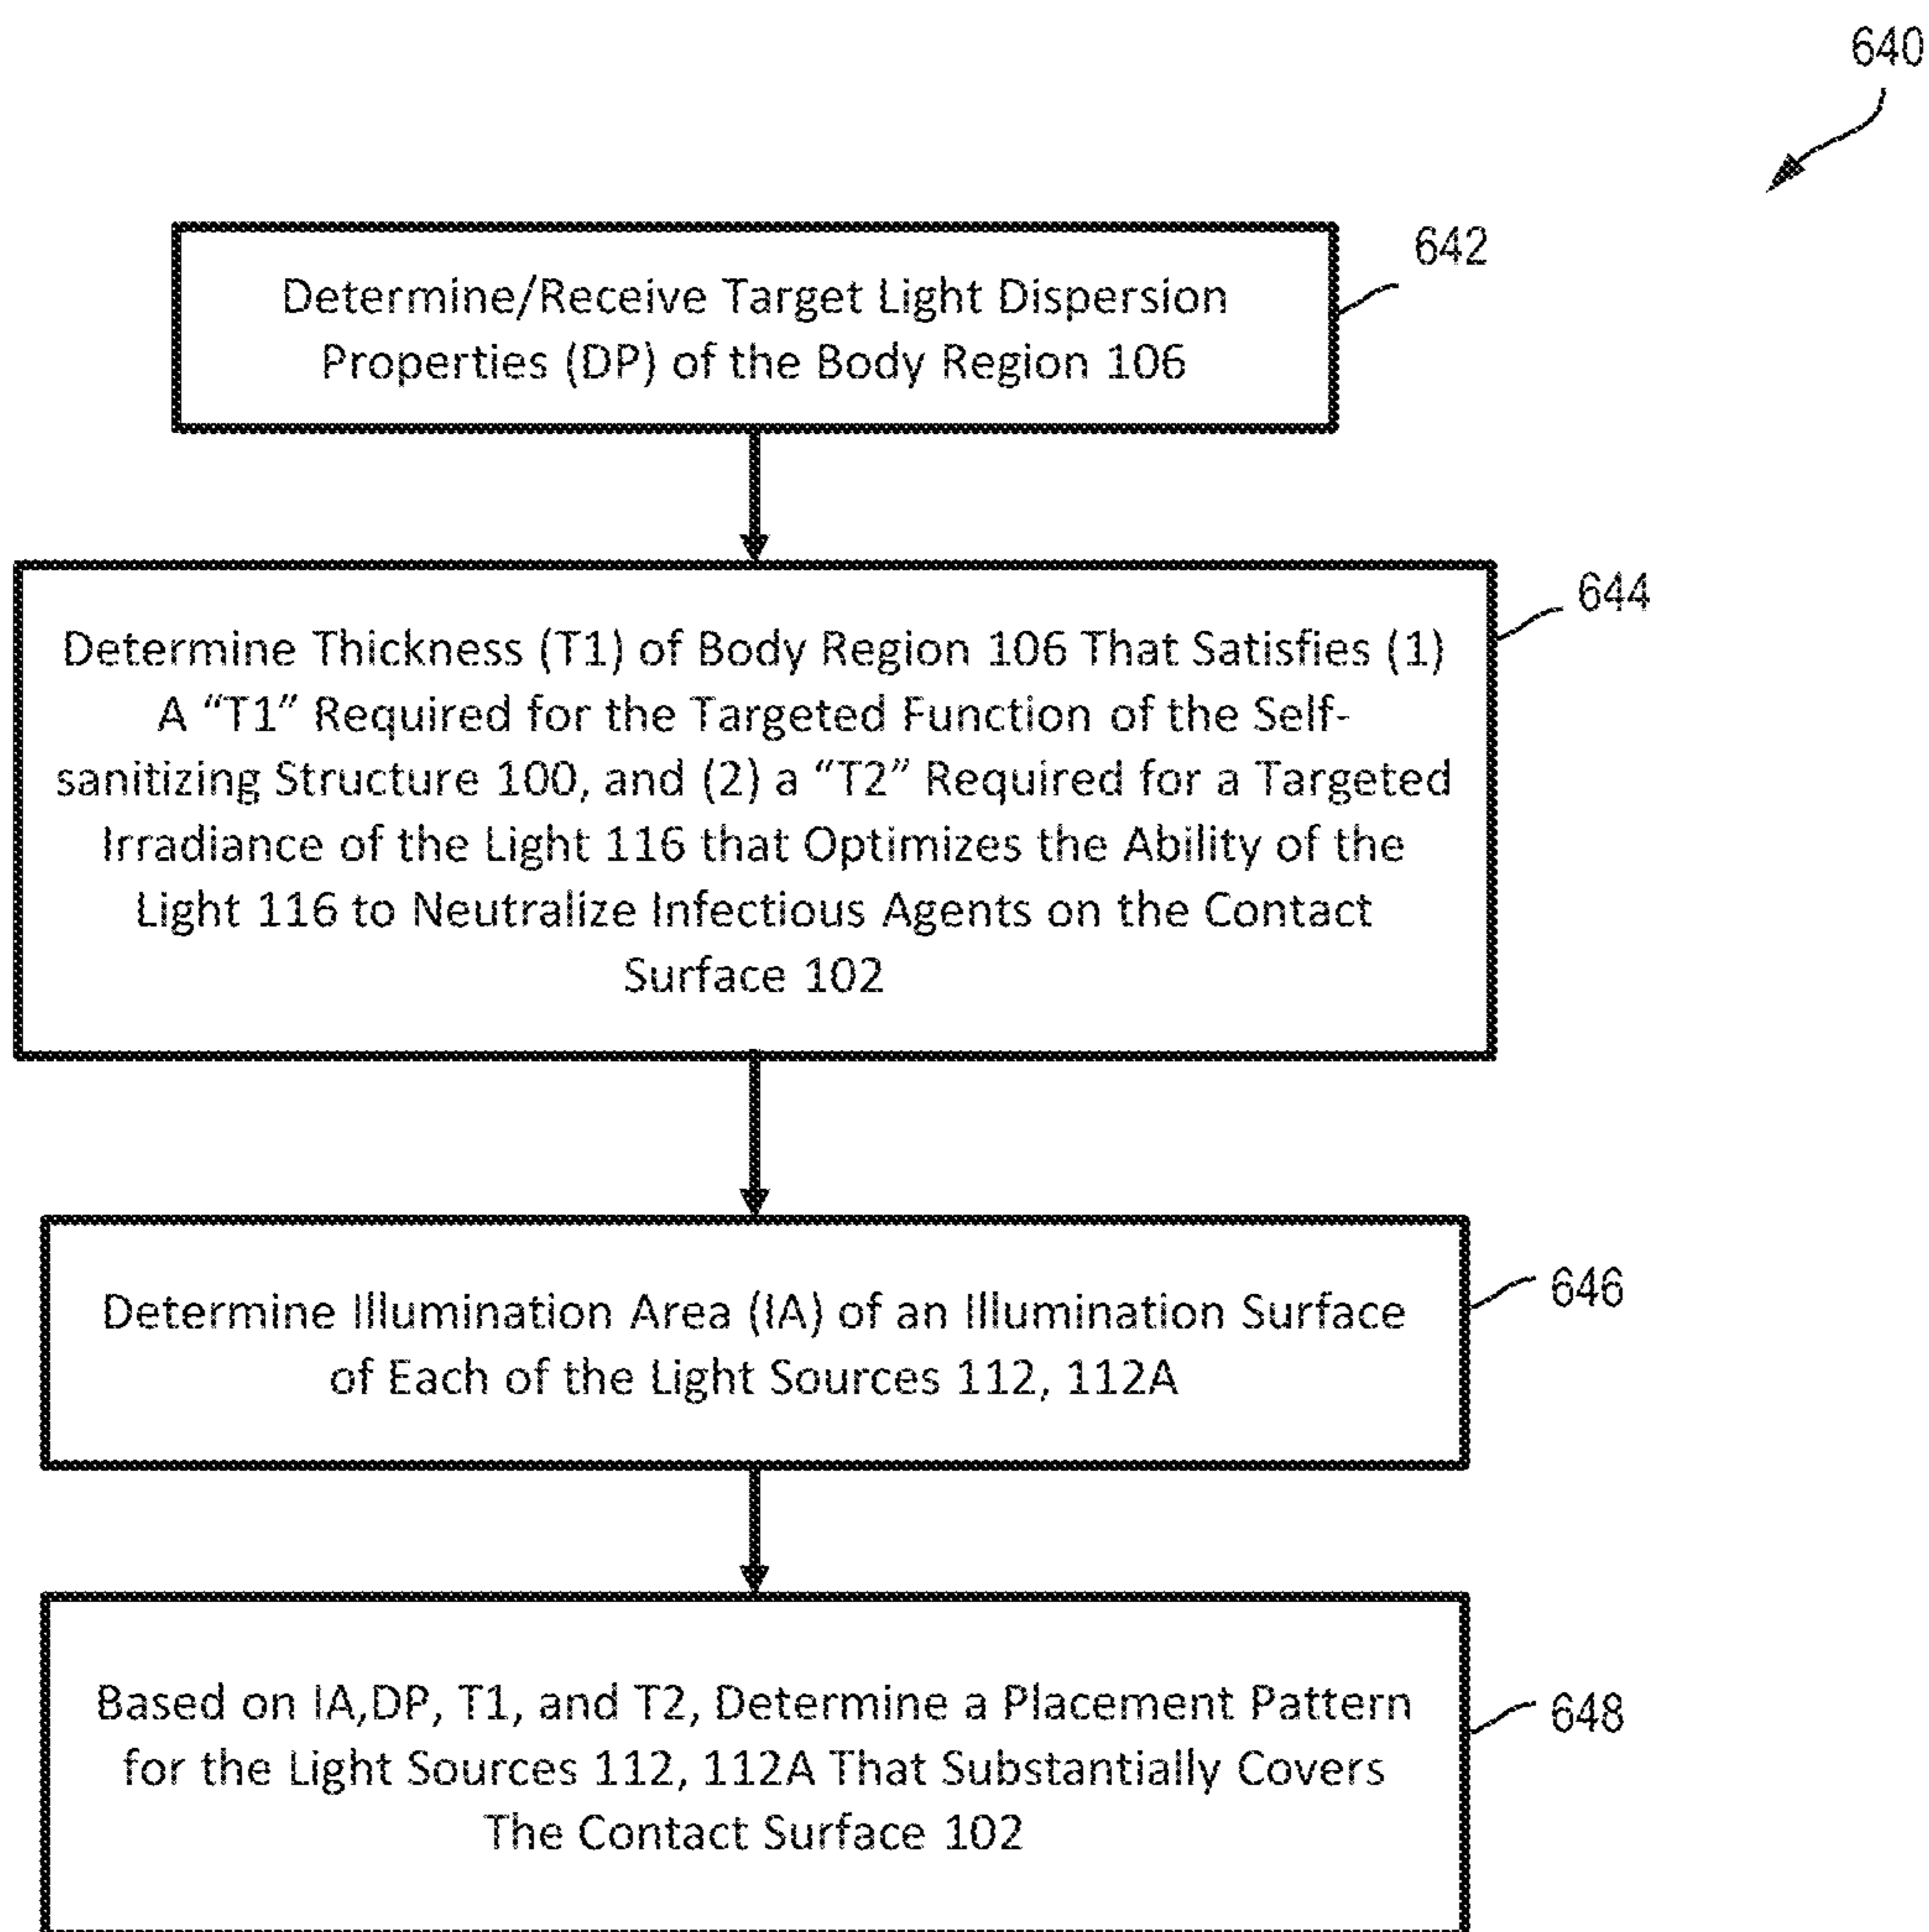 640
642
Determine/Receive Target Light Dispersion
Properties (DP) of the Body Region 106
644
Determine Thickness (T1) of Body Region 106 That Satisfies (1)
A “T1” Required for the Targeted Function of the Self-
sanitizing Structure 100, and (2) a “T2” Required for a Targeted
Irradiance of the Light 116 that Optimizes the Ability of the
Light 116 to Neutralize Infectious Agents on the Contact
Surface 102
646
Determine Illumination Area (IA) of an Illumination Surface
of Each of the Light Sources 112, 112A
648
Based on IA,DP, T1, and T2, Determine a Placement Pattern
for the Light Sources 112, 112A That Substantially Covers
The Contact Surface 102